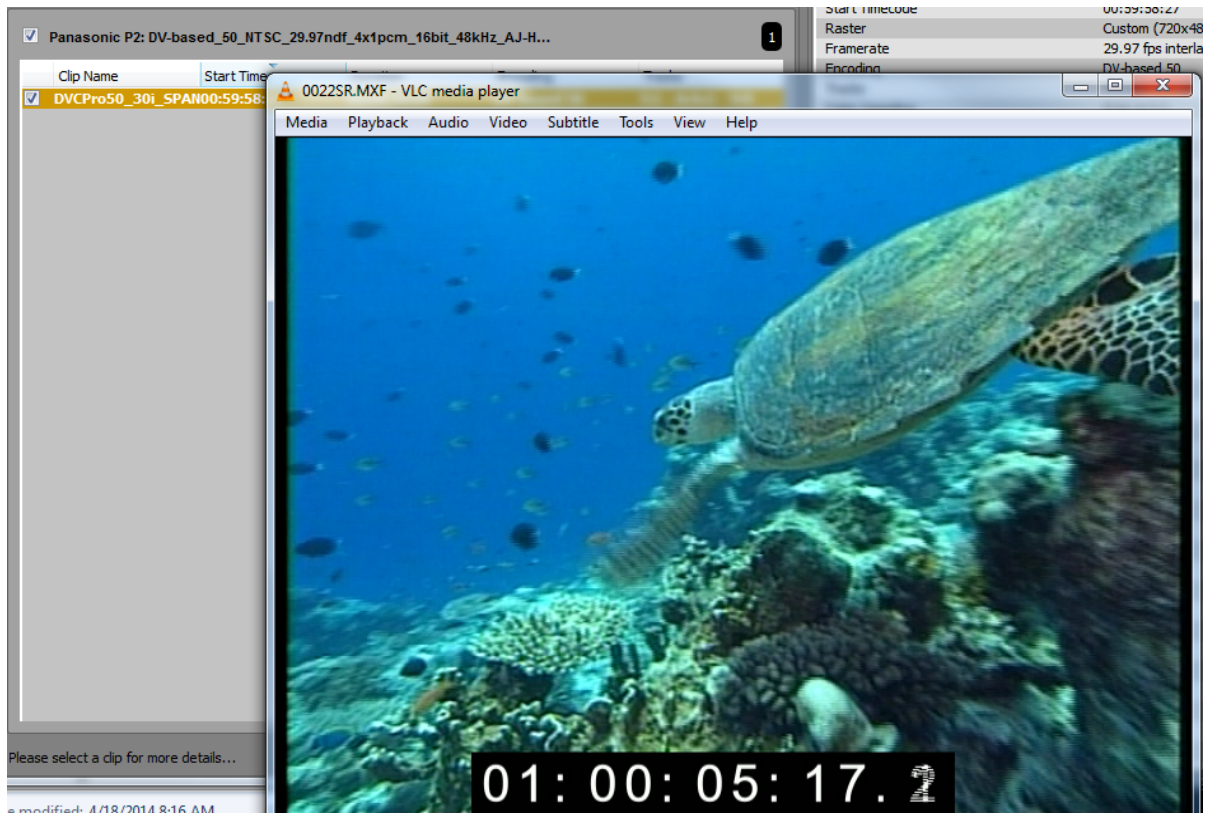 Start Timecode 00:59:58:27
Panasonic P2: DV-based_50_NTSC_29.97ndf_4x1pcm_16bit_48kHz_AJ-H... 1
Raster Custom (720x48
Framerate 29.97 fps interla
Encoding DV-based 50
Clip Name Start Time
DVCPro50_30i_SPAN00:59:58:
0022SR.MXF - VLC media player
Media Playback Audio Video Subtitle Tools View Help
01: 00: 05: 17.
Please select a clip for more details...
e modified: 4/18/2014 8:16 AM